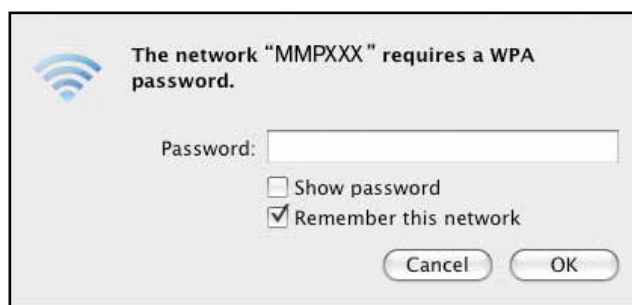 The network “MMPXXX” requires a WPA
password.
Password:
Show password
Remember this network
Cancel
OK